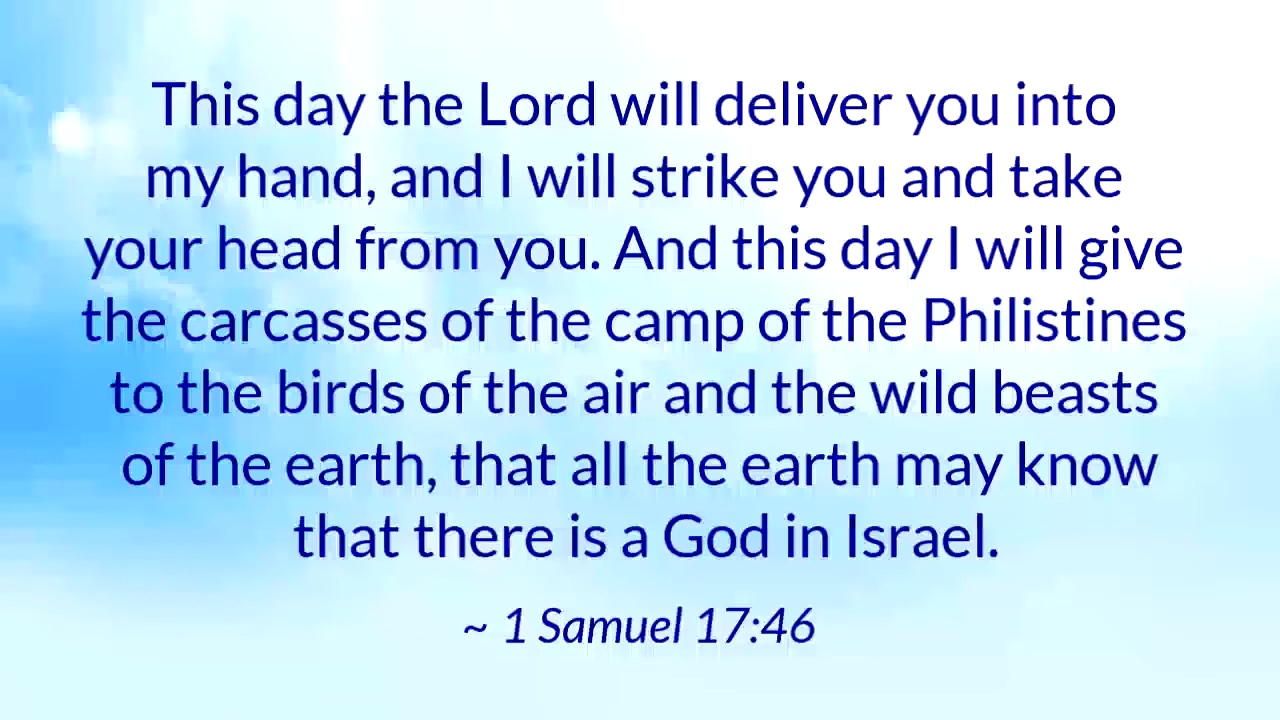 This day the Lord will deliver you into
my hand, and I will strike you and take
your head from you. And this day I will give
the carcasses of the camp of the Philistines
to the birds of the air and the wild beasts
of the earth, that all the earth may know
that there is a God in Israel.
~ 1 Samuel 17:46